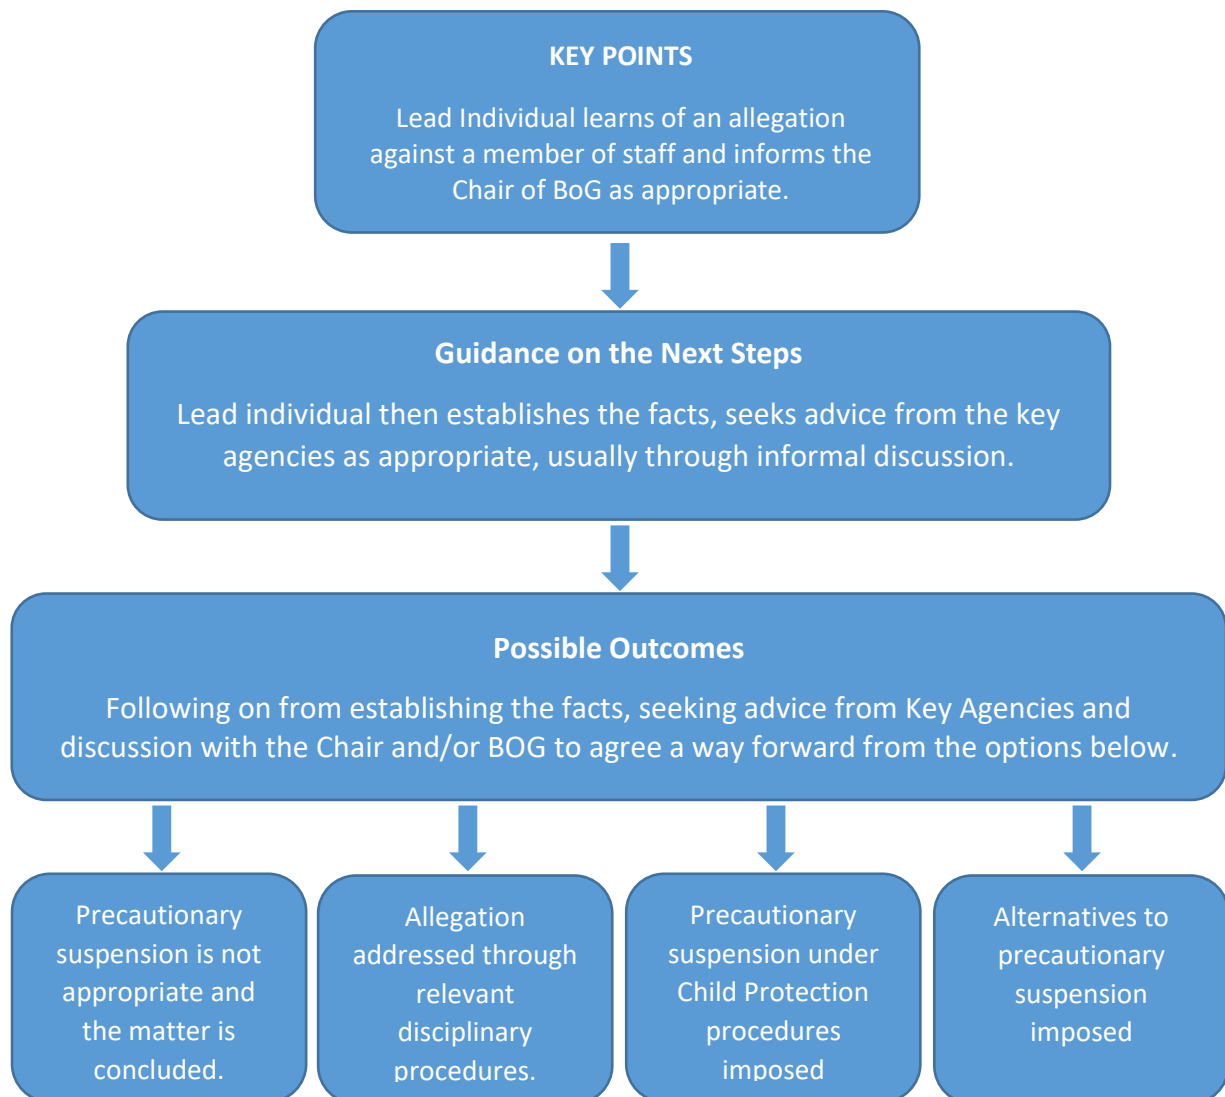 KEY POINTS
Lead Individual learns of an allegation
against a member of staff and informs the
Chair of BoG as appropriate.
Guidance on the Next Steps
Lead individual then establishes the facts, seeks advice from the key
agencies as appropriate, usually through informal discussion.
Possible Outcomes
Following on from establishing the facts, seeking advice from Key Agencies and
discussion with the Chair and/or BOG to agree a way forward from the options below.
Precautionary
suspension is not
appropriate and
the matter is
concluded.
Allegation
addressed through
relevant
disciplinary
procedures.
Precautionary
suspension under
Child Protection
procedures
imposed
Alternatives to
precautionary
suspension
imposed